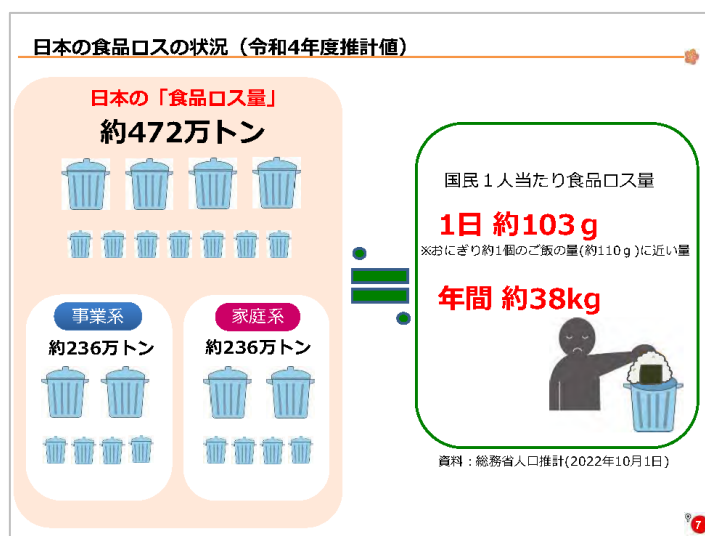 日本の食品ロスの状況（令和4年度推計値）
日本の「食品ロス量」
約472万トン
事業系
約236万トン
家庭系
約236万トン
国民１人当たり食品ロス量
1日 約103ｇ
※おにぎり約1個のご飯の量(約110ｇ)に近い量
年間 約38kg
資料：総務省人口推計(2022年10月1日)
7